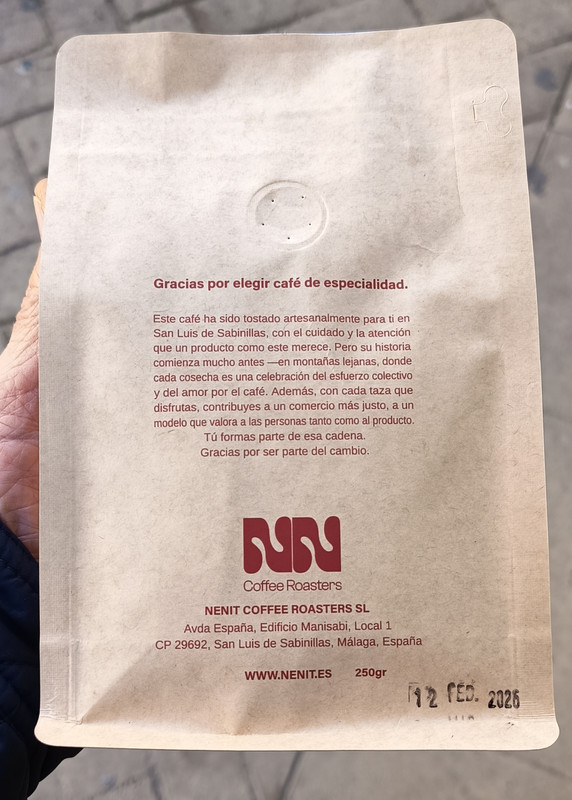 Gracias por elegir café de especialidad.
Este café ha sido tostado artesanalmente para ti en
San Luis de Sabinillas, con el cuidado y la atención
que un producto como este merece. Pero su historia
comienza mucho antes —en montañas lejanas, donde
cada cosecha es una celebración del esfuerzo colectivo
y del amor por el café. Además, con cada taza que
disfrutas, contribuyes a un comercio más justo, a un
modelo que valora a las personas tanto como al producto.
Tú formas parte de esa cadena.
Gracias por ser parte del cambio.
NN
Coffee Roasters
NENIT COFFEE ROASTERS SL
Avda España, Edificio Manisabi, Local 1
CP 29692, San Luis de Sabinillas, Málaga, España
WWW.NENIT.ES 250gr
12 FEB. 2026